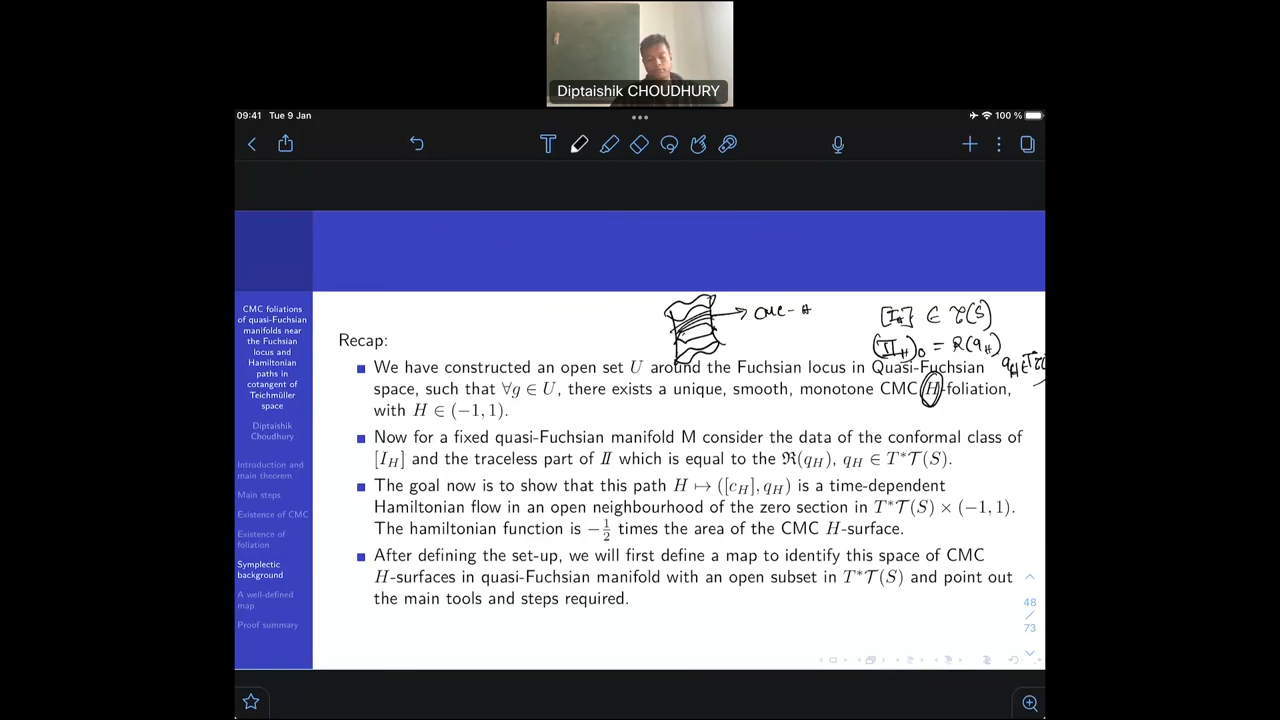 Diptaishik CHOUDHURY
09:41 Tue 9 Jan
100 %
T
CMC foliations
of quasi-Fuchsian
manifolds near
the Fuchsian
locus and
Hamiltonian
paths in
cotangent of
Teichmüller
space
Diptaishik
Choudhury
Introduction and
main theorem
Main steps
Existence of CMC
Existence of
foliation
Symplectic
background
A well-defined
map
Proof summary
CMC-H
[I_H] ∈ 𝒯(S)
(II_H)₀ = R(q_H)
Recap:
We have constructed an open set U around the Fuchsian locus in Quasi-Fuchsian
space, such that ∀g ∈ U, there exists a unique, smooth, monotone CMC H-foliation,
with H ∈ (−1, 1).
Now for a fixed quasi-Fuchsian manifold M consider the data of the conformal class of
[I_H] and the traceless part of II which is equal to the ℜ(q_H), q_H ∈ T*𝒯(S).
The goal now is to show that this path H ↦ ([c_H], q_H) is a time-dependent
Hamiltonian flow in an open neighbourhood of the zero section in T*𝒯(S) × (−1, 1).
The hamiltonian function is −½ times the area of the CMC H-surface.
After defining the set-up, we will first define a map to identify this space of CMC
H-surfaces in quasi-Fuchsian manifold with an open subset in T*𝒯(S) and point out
the main tools and steps required.
48
/
73